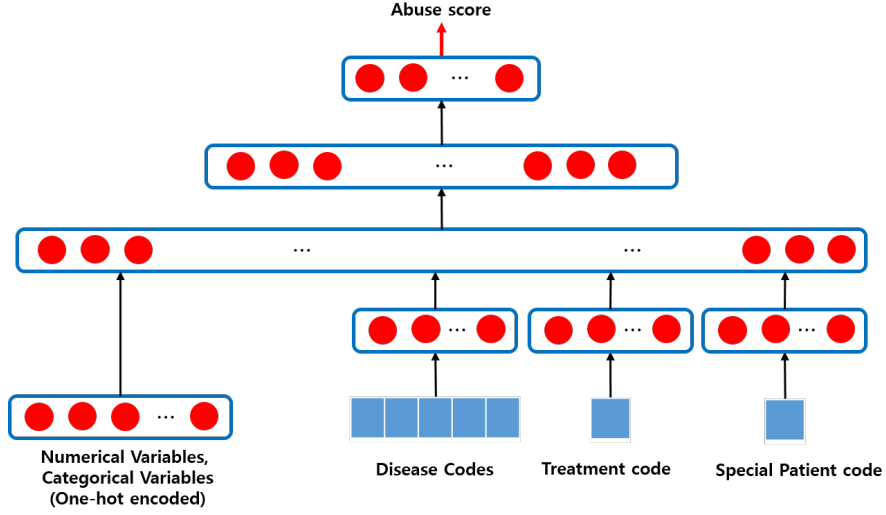 Abuse score
...
...
... ...
... ... ...
...
Numerical Variables,
Categorical Variables
(One-hot encoded)
Disease Codes
Treatment code
Special Patient code